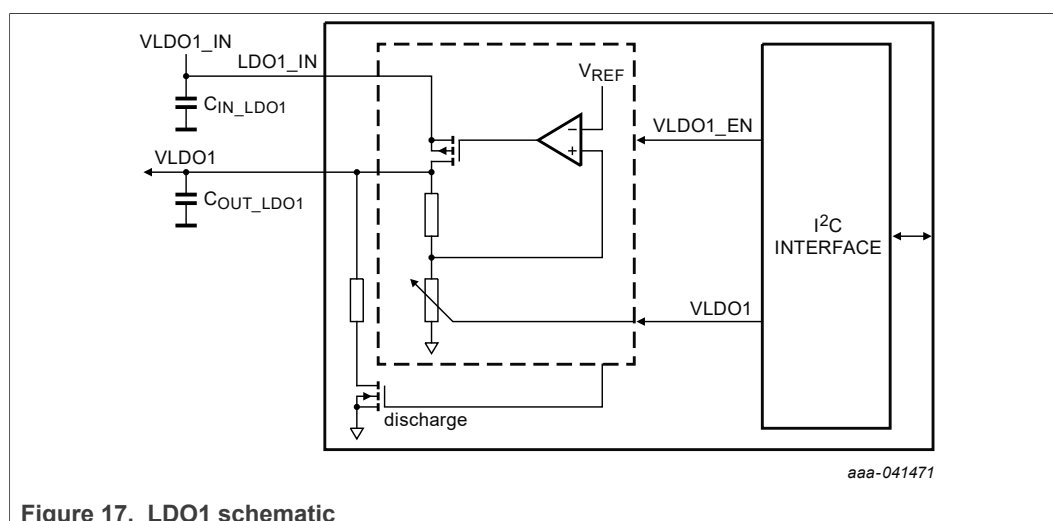 VLDO1_IN
LDO1_IN
CIN_LDO1
VREF
−
+
VLDO1_EN
VLDO1
COUT_LDO1
I2C
INTERFACE
VLDO1
discharge
aaa-041471
Figure 17. LDO1 schematic